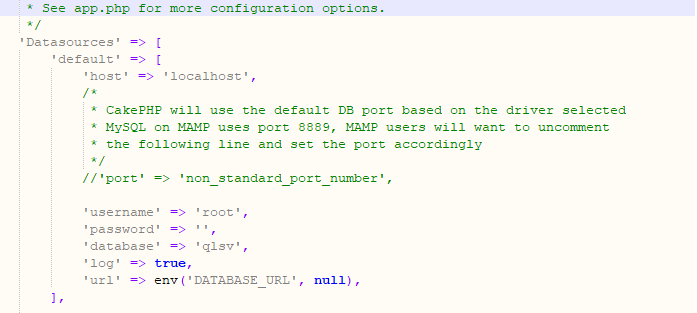 * See app.php for more configuration options.
*/
'Datasources' => [
'default' => [
'host' => 'localhost',
/*
* CakePHP will use the default DB port based on the driver selected
* MySQL on MAMP uses port 8889, MAMP users will want to uncomment
* the following line and set the port accordingly
*/
//'port' => 'non_standard_port_number',
'username' => 'root',
'password' => '',
'database' => 'qlsv',
'log' => true,
'url' => env('DATABASE_URL', null),
],